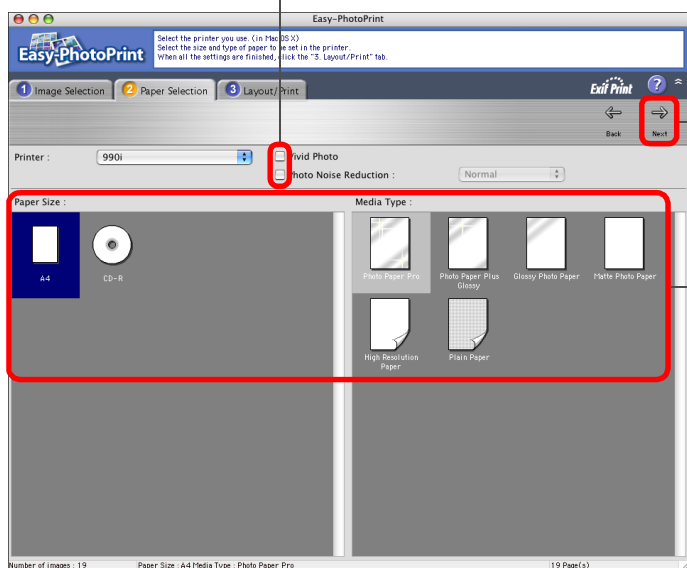 Easy-PhotoPrint
Easy-PhotoPrint
Select the printer you use. (in Mac OS X)
Select the size and type of paper to be set in the printer.
When all the settings are finished, click the "3. Layout/Print" tab.
1 Image Selection
2 Paper Selection
3 Layout/Print
Exif Print
?
Back
Next
Printer :
990i
Vivid Photo
Photo Noise Reduction :
Normal
Paper Size :
A4
CD-R
Media Type :
Photo Paper Pro
Photo Paper Plus
Glossy
Glossy Photo Paper
Matte Photo Paper
High Resolution
Paper
Plain Paper
Number of images : 19
Paper Size : A4 Media Type : Photo Paper Pro
19 Page(s)